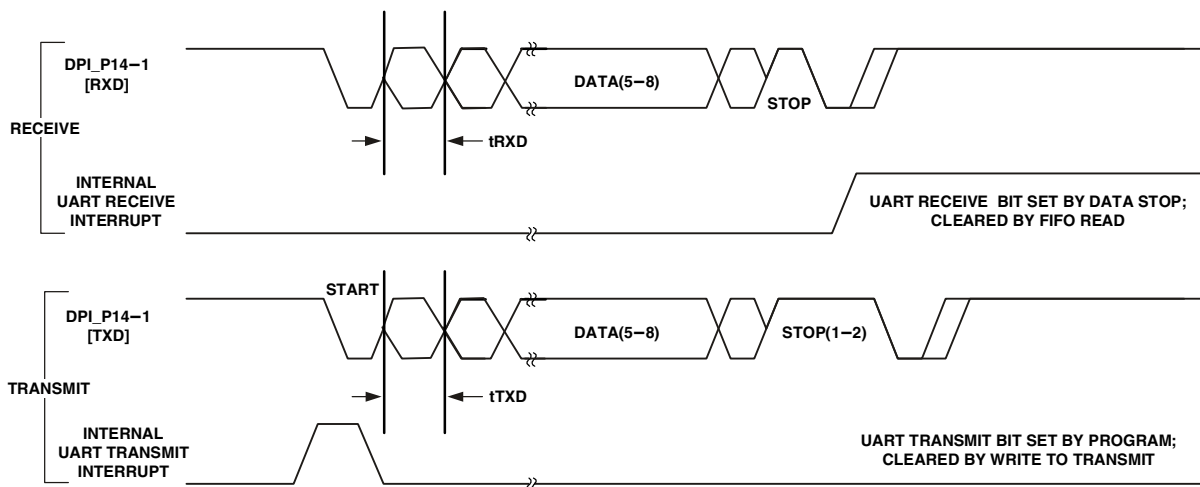 DPI_P14–1
[RXD]
DATA(5–8)
STOP
RECEIVE
tRXD
INTERNAL
UART RECEIVE
INTERRUPT
UART RECEIVE BIT SET BY DATA STOP;
CLEARED BY FIFO READ
START
DPI_P14–1
[TXD]
DATA(5–8)
STOP(1–2)
TRANSMIT
tTXD
INTERNAL
UART TRANSMIT
INTERRUPT
UART TRANSMIT BIT SET BY PROGRAM;
CLEARED BY WRITE TO TRANSMIT